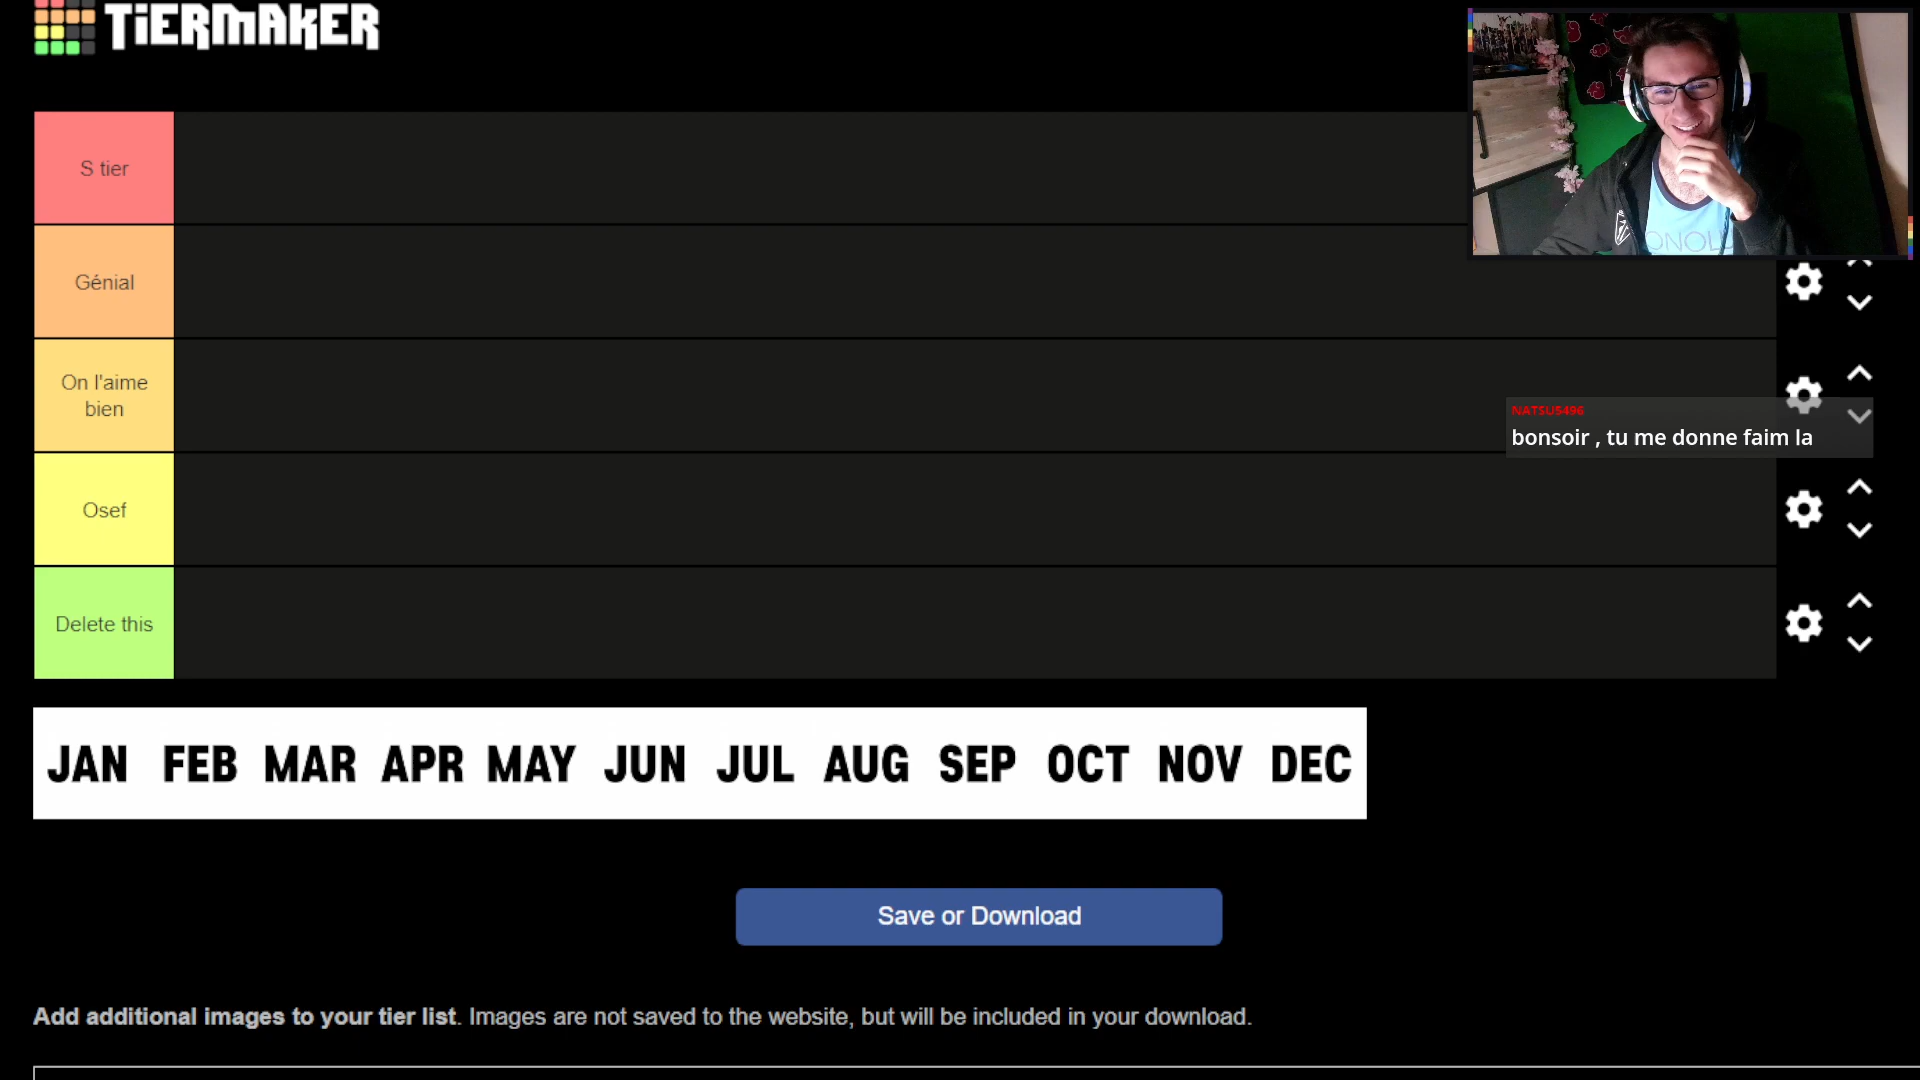 TiERMAKER
S tier
Génial
On l'aime
bien
NATSU5496
bonsoir , tu me donne faim la
Osef
Delete this
JAN FEB MAR APR MAY JUN JUL AUG SEP OCT NOV DEC
Save or Download
Add additional images to your tier list. Images are not saved to the website, but will be included in your download.